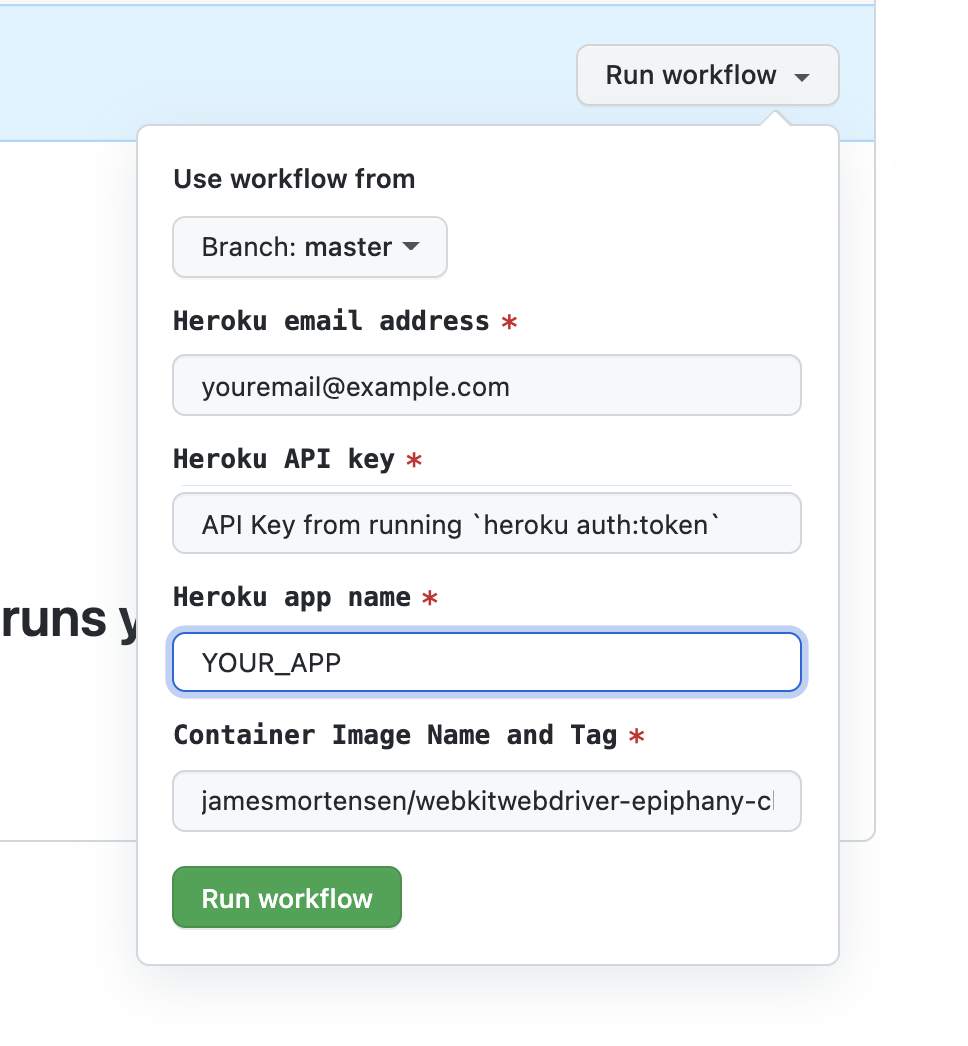 Run workflow
Use workflow from
Branch: master
Heroku email address *
youremail@example.com
Heroku API key *
API Key from running `heroku auth:token`
Heroku app name *
runs
YOUR_APP
Container Image Name and Tag *
jamesmortensen/webkitwebdriver-epiphany-c
Run workflow